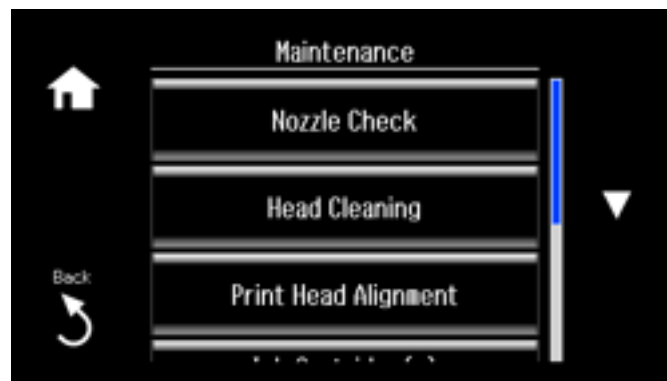 Maintenance
Nozzle Check
Head Cleaning
Back
Print Head Alignment